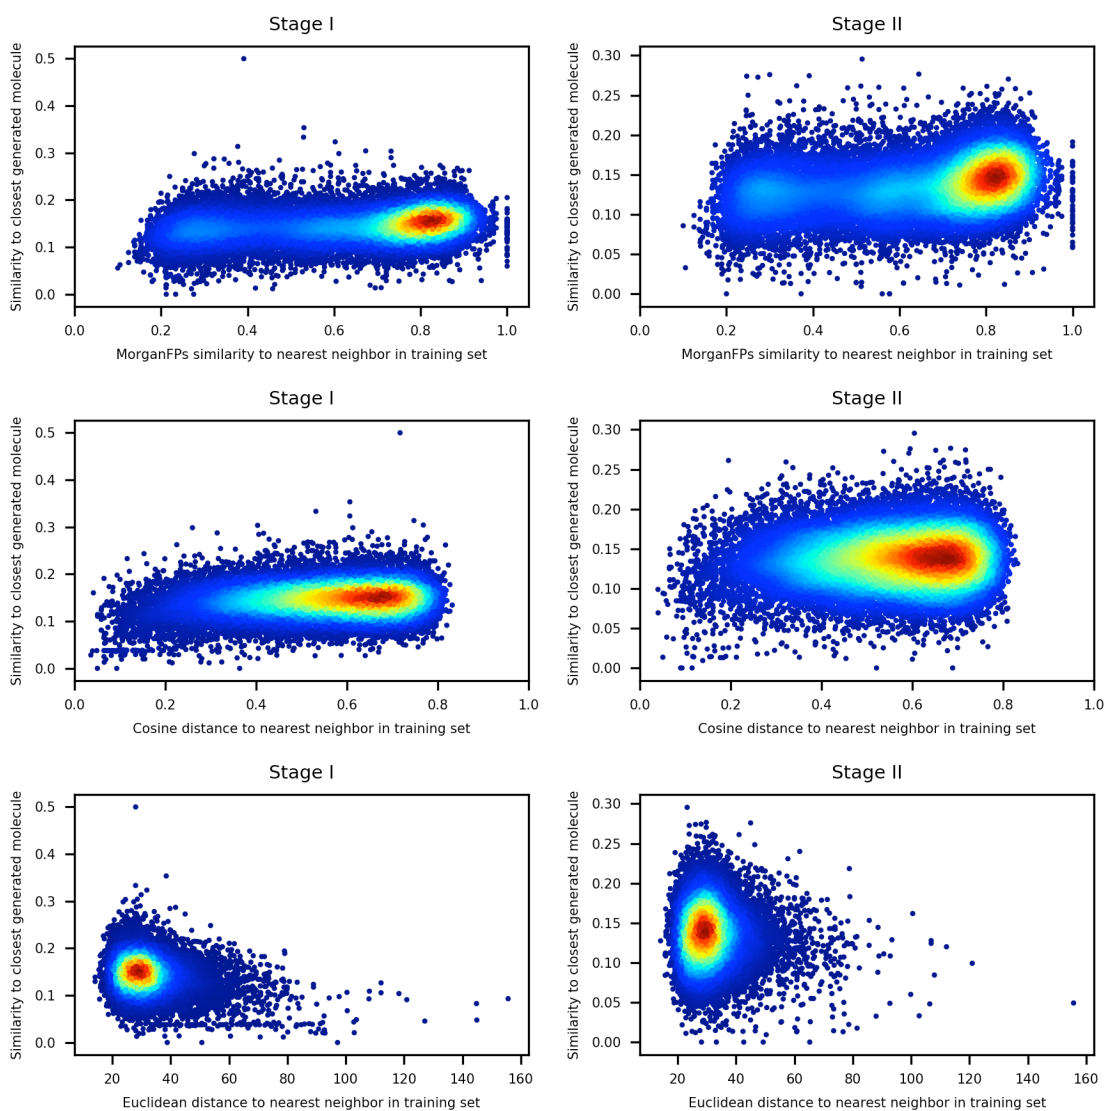 Stage I
Similarity to closest generated molecule
0.5
0.4
0.3
0.2
0.1
0.0
0.0 0.2 0.4 0.6 0.8 1.0
MorganFPs similarity to nearest neighbor in training set
Stage II
Similarity to closest generated molecule
0.30
0.25
0.20
0.15
0.10
0.05
0.00
0.0 0.2 0.4 0.6 0.8 1.0
MorganFPs similarity to nearest neighbor in training set
Stage I
Similarity to closest generated molecule
0.5
0.4
0.3
0.2
0.1
0.0
0.0 0.2 0.4 0.6 0.8 1.0
Cosine distance to nearest neighbor in training set
Stage II
Similarity to closest generated molecule
0.30
0.25
0.20
0.15
0.10
0.05
0.00
0.0 0.2 0.4 0.6 0.8 1.0
Cosine distance to nearest neighbor in training set
Stage I
Similarity to closest generated molecule
0.5
0.4
0.3
0.2
0.1
0.0
20 40 60 80 100 120 140 160
Euclidean distance to nearest neighbor in training set
Stage II
Similarity to closest generated molecule
0.30
0.25
0.20
0.15
0.10
0.05
0.00
20 40 60 80 100 120 140 160
Euclidean distance to nearest neighbor in training set